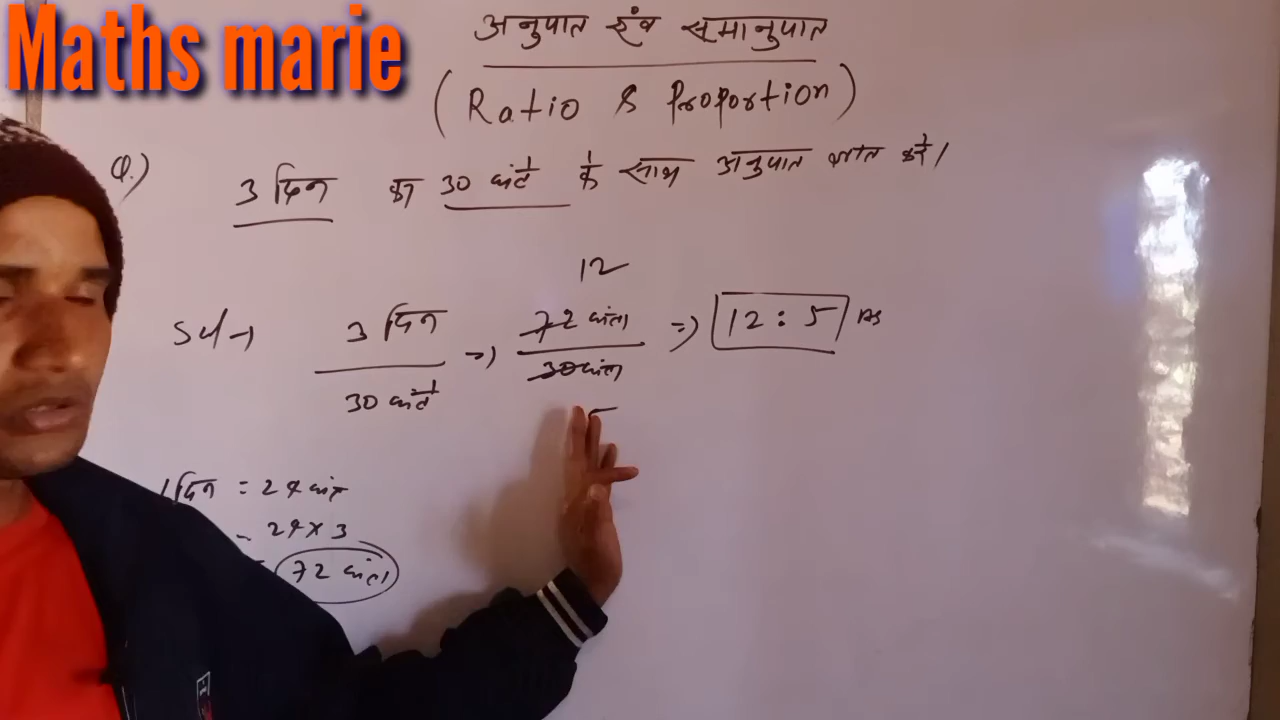 Maths marie
अनुपात एंव समानुपात
(Ratio & Proportion)
Q.) 3 दिन का 30 घंटे के साथ अनुपात ज्ञात करें।
12
Sol→ 3 दिन / 30 घंटे => 72 घंटा / 30 घंटा => 12 : 5 Ans
5
1 दिन = 24 घंटा
= 24 × 3
= 72 घंटा